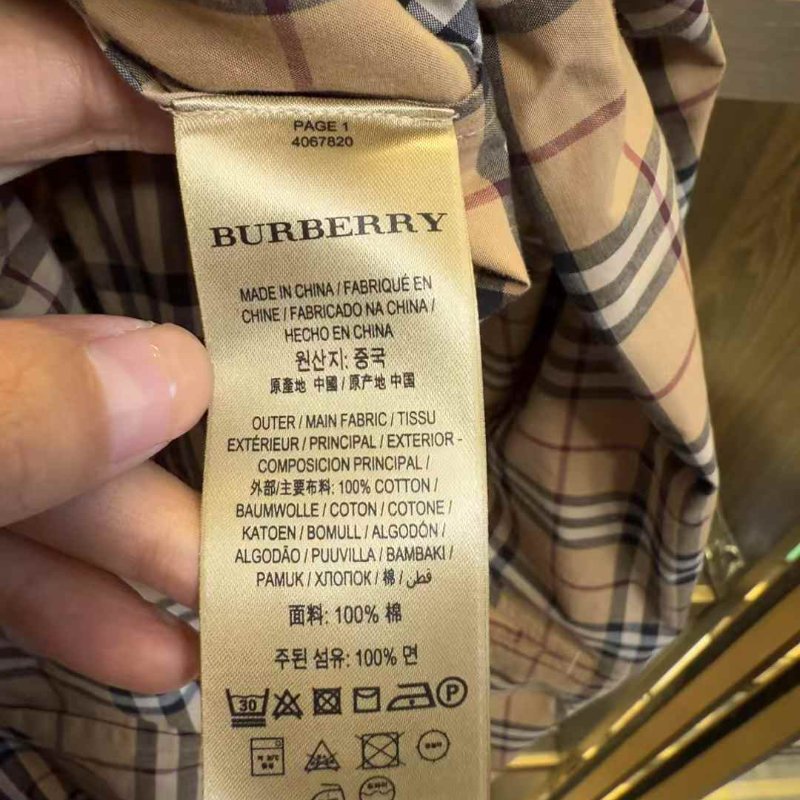 PAGE 1
4067820
BURBERRY
MADE IN CHINA / FABRIQUÉ EN
CHINE / FABRICADO NA CHINA /
HECHO EN CHINA
원산지: 중국
原產地 中國 / 原产地 中国
OUTER / MAIN FABRIC / TISSU
EXTÉRIEUR / PRINCIPAL / EXTERIOR -
COMPOSICION PRINCIPAL /
外部/主要布料: 100% COTTON /
BAUMWOLLE / COTON / COTONE /
KATOEN / BOMULL / ALGODÓN /
ALGODÃO / PUUVILLA / BAMBAKI /
PAMUK / ХЛОПОК / 棉 / قطن
面料: 100% 棉
주된 섬유: 100% 면
30 P